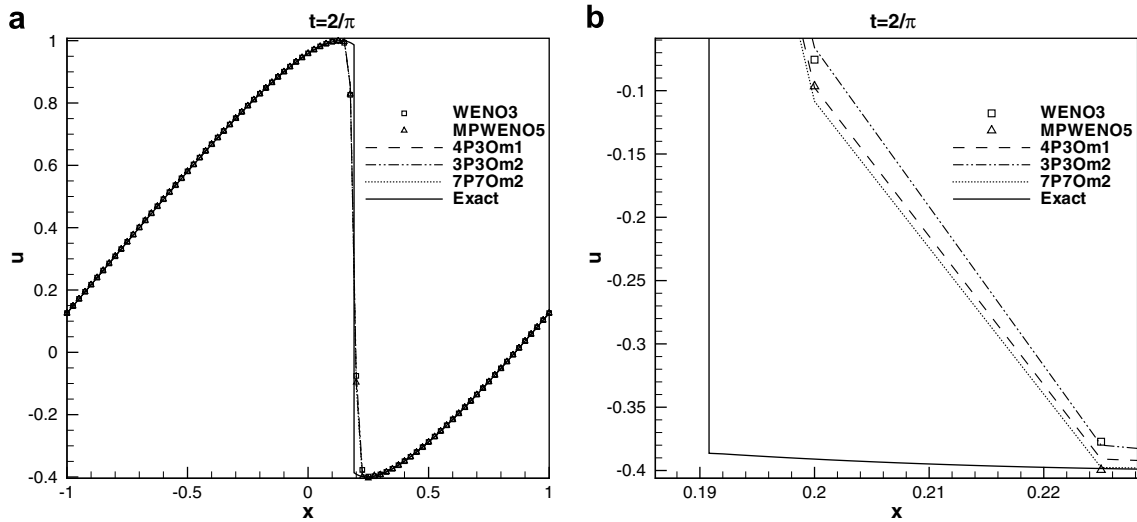 a
t=2/π
1
0.8
0.6
0.4
0.2
0
-0.2
-0.4
u
-1
-0.5
0
0.5
1
x
WENO3
MPWENO5
4P3Om1
3P3Om2
7P7Om2
Exact
b
t=2/π
-0.1
-0.15
-0.2
-0.25
-0.3
-0.35
-0.4
u
0.19
0.2
0.21
0.22
x
WENO3
MPWENO5
4P3Om1
3P3Om2
7P7Om2
Exact